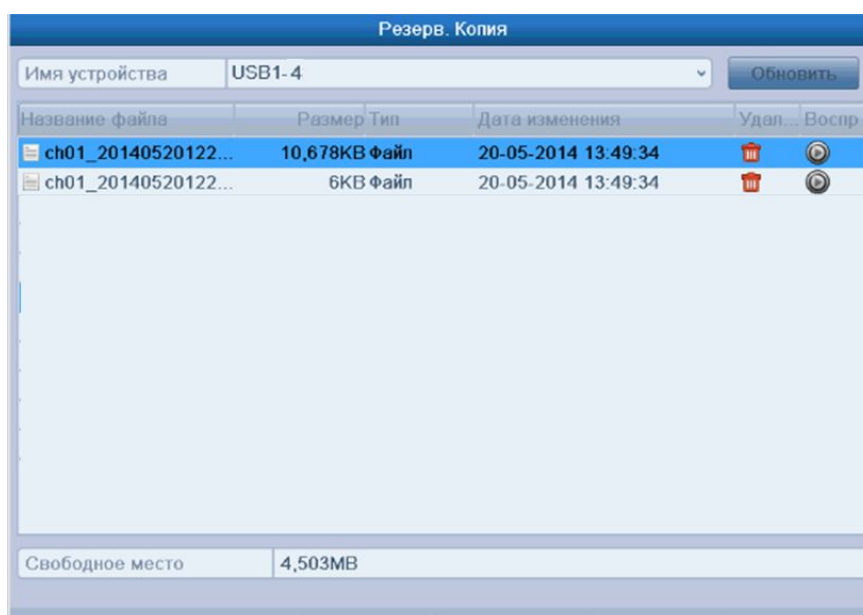 Резерв. Копия
Имя устройства USB1-4 Обновить
Название файла Размер Тип Дата изменения Удал... Воспр
ch01_20140520122... 10,678KB Файл 20-05-2014 13:49:34
ch01_20140520122... 6KB Файл 20-05-2014 13:49:34
Свободное место 4,503MB